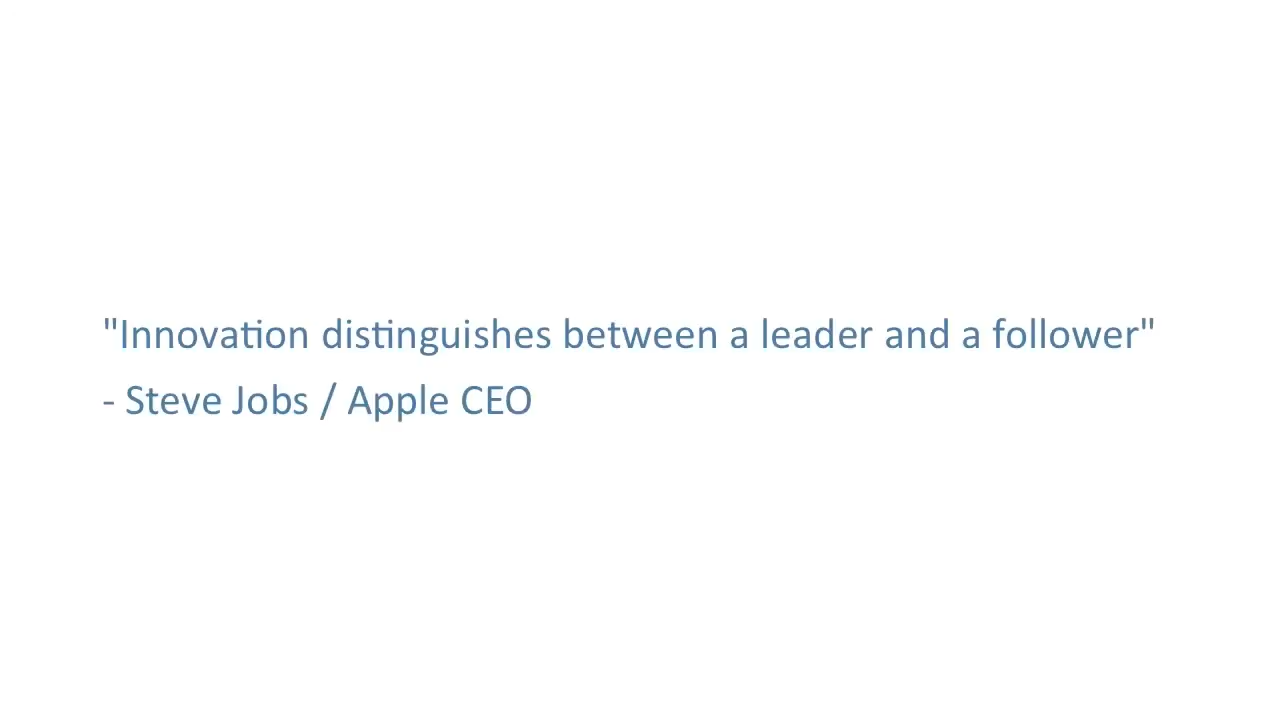 "Innovation distinguishes between a leader and a follower"
- Steve Jobs / Apple CEO